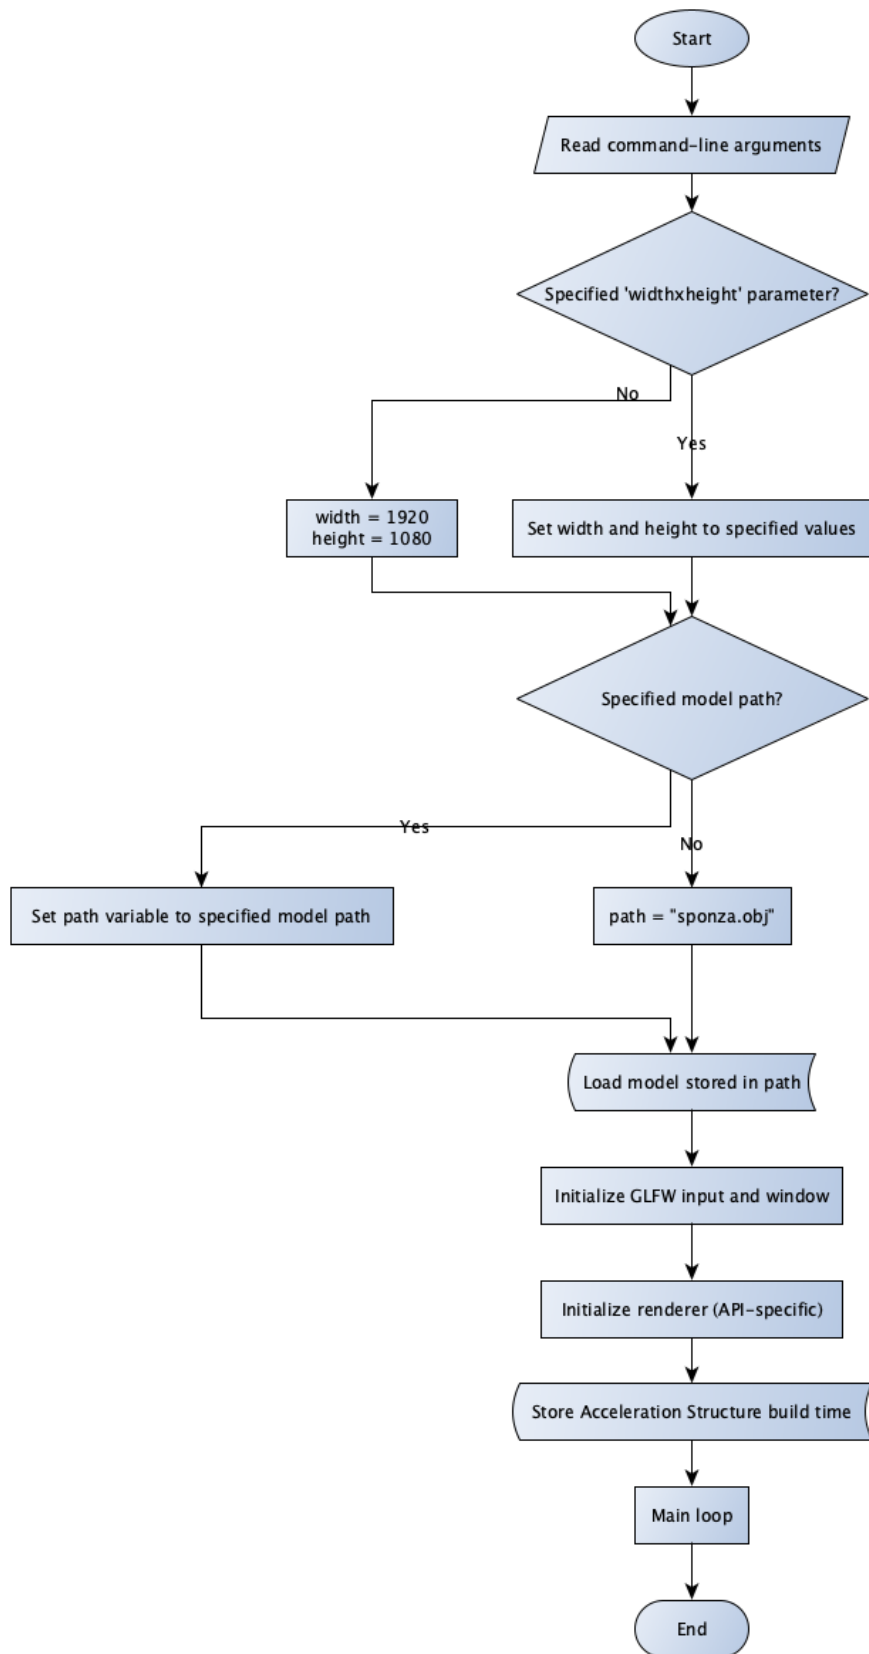 Start
Read command-line arguments
Specified 'widthxheight' parameter?
No
Yes
width = 1920
height = 1080
Set width and height to specified values
Specified model path?
Yes
No
Set path variable to specified model path
path = "sponza.obj"
Load model stored in path
Initialize GLFW input and window
Initialize renderer (API-specific)
Store Acceleration Structure build time
Main loop
End